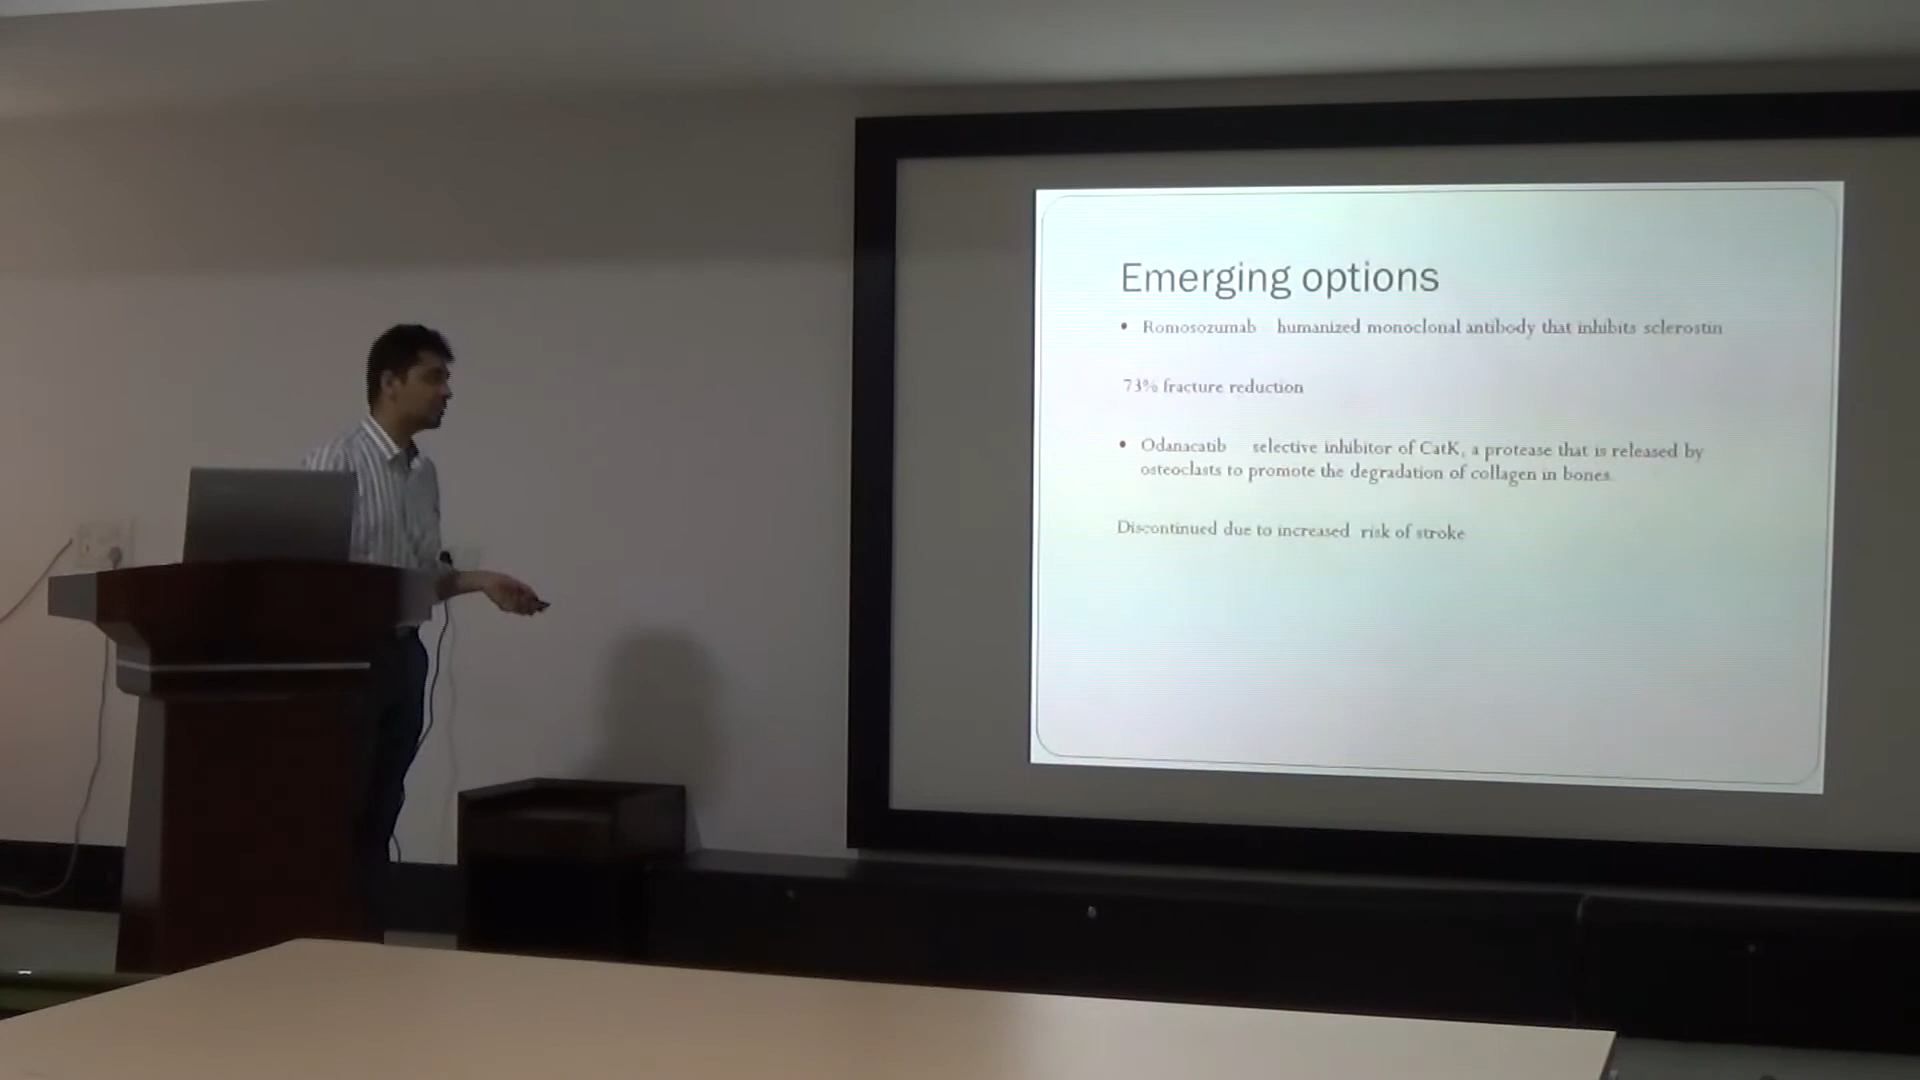 Emerging options
• Romosozumab humanized monoclonal antibody that inhibits sclerostin
73% fracture reduction
• Odanacatib selective inhibitor of CatK, a protease that is released by
osteoclasts to promote the degradation of collagen in bones.
Discontinued due to increased risk of stroke